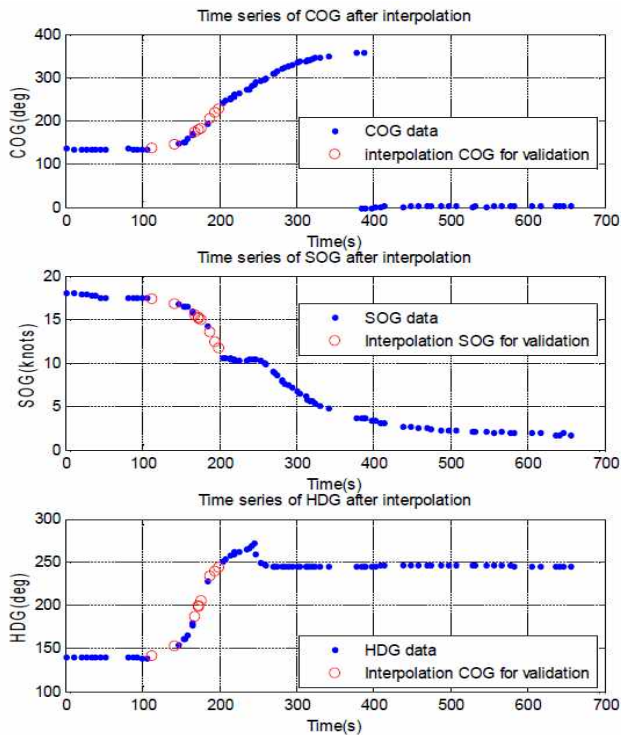 Time series of COG after interpolation
400
300
200
100
0
COG(deg)
COG data
interpolation COG for validation
0 100 200 300 400 500 600 700
Time(s)
Time series of SOG after interpolation
20
15
10
5
0
SOG(knots)
SOG data
Interpolation SOG for validation
0 100 200 300 400 500 600 700
Time(s)
Time series of HDG after interpolation
300
250
200
150
100
HDG(deg)
HDG data
Interpolation COG for validation
0 100 200 300 400 500 600 700
Time(s)